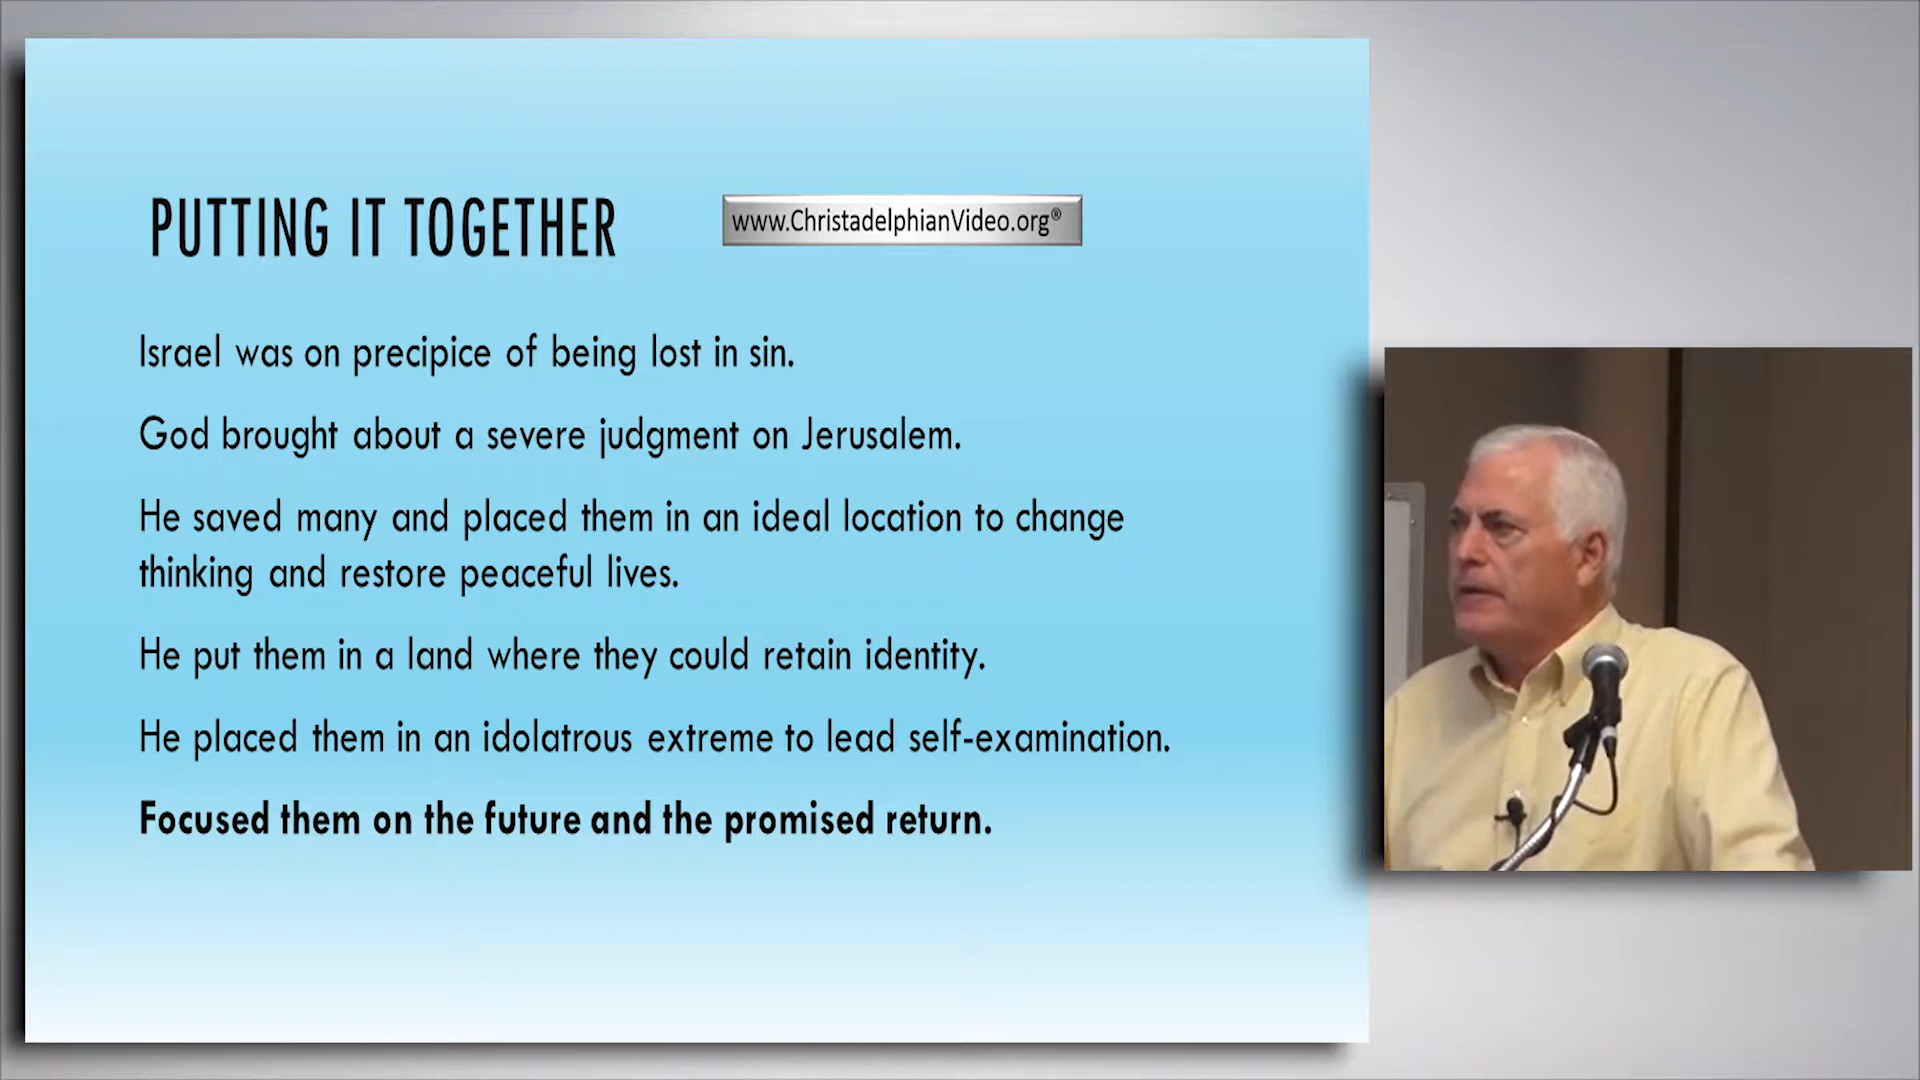 PUTTING IT TOGETHER
www.ChristadelphianVideo.org®
Israel was on precipice of being lost in sin.
God brought about a severe judgment on Jerusalem.
He saved many and placed them in an ideal location to change
thinking and restore peaceful lives.
He put them in a land where they could retain identity.
He placed them in an idolatrous extreme to lead self-examination.
Focused them on the future and the promised return.